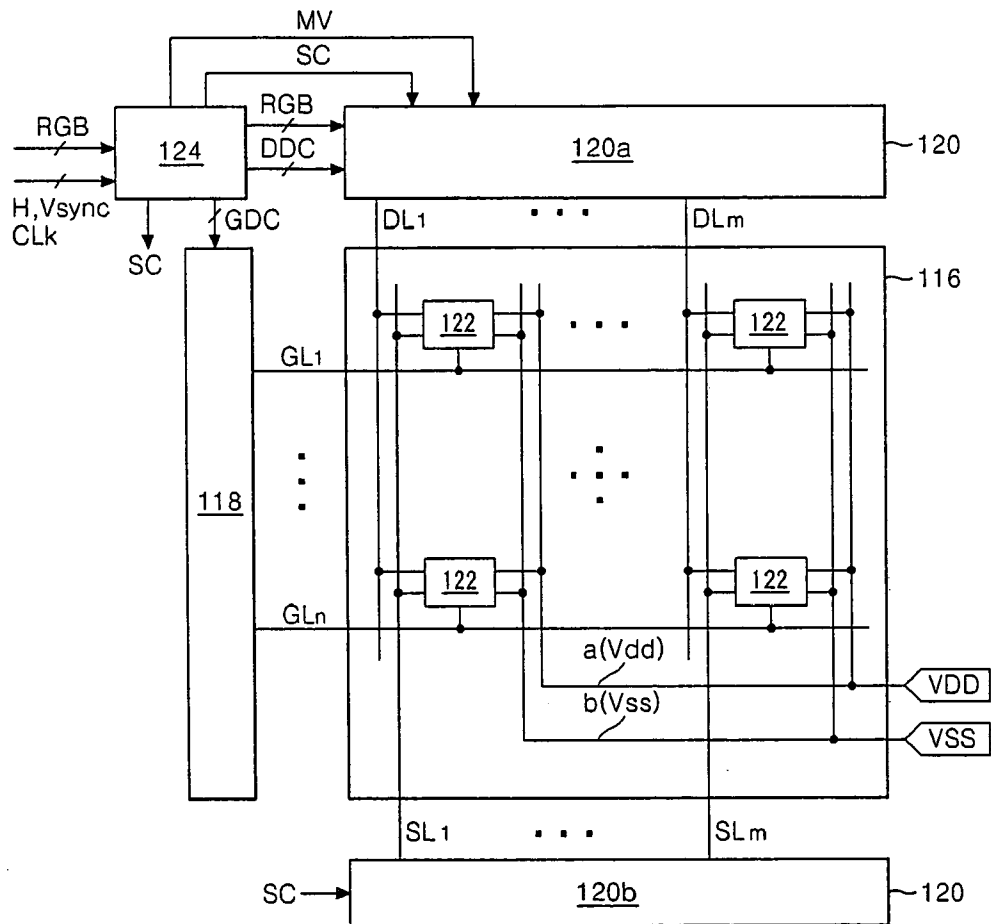 MV
SC
RGB
RGB
124
DDC
120a
120
H,Vsync
CLk
GDC
SC
DL1
DLm
116
122
122
GL1
118
122
122
GLn
a(Vdd)
VDD
b(Vss)
VSS
SL1
SLm
SC
120b
120